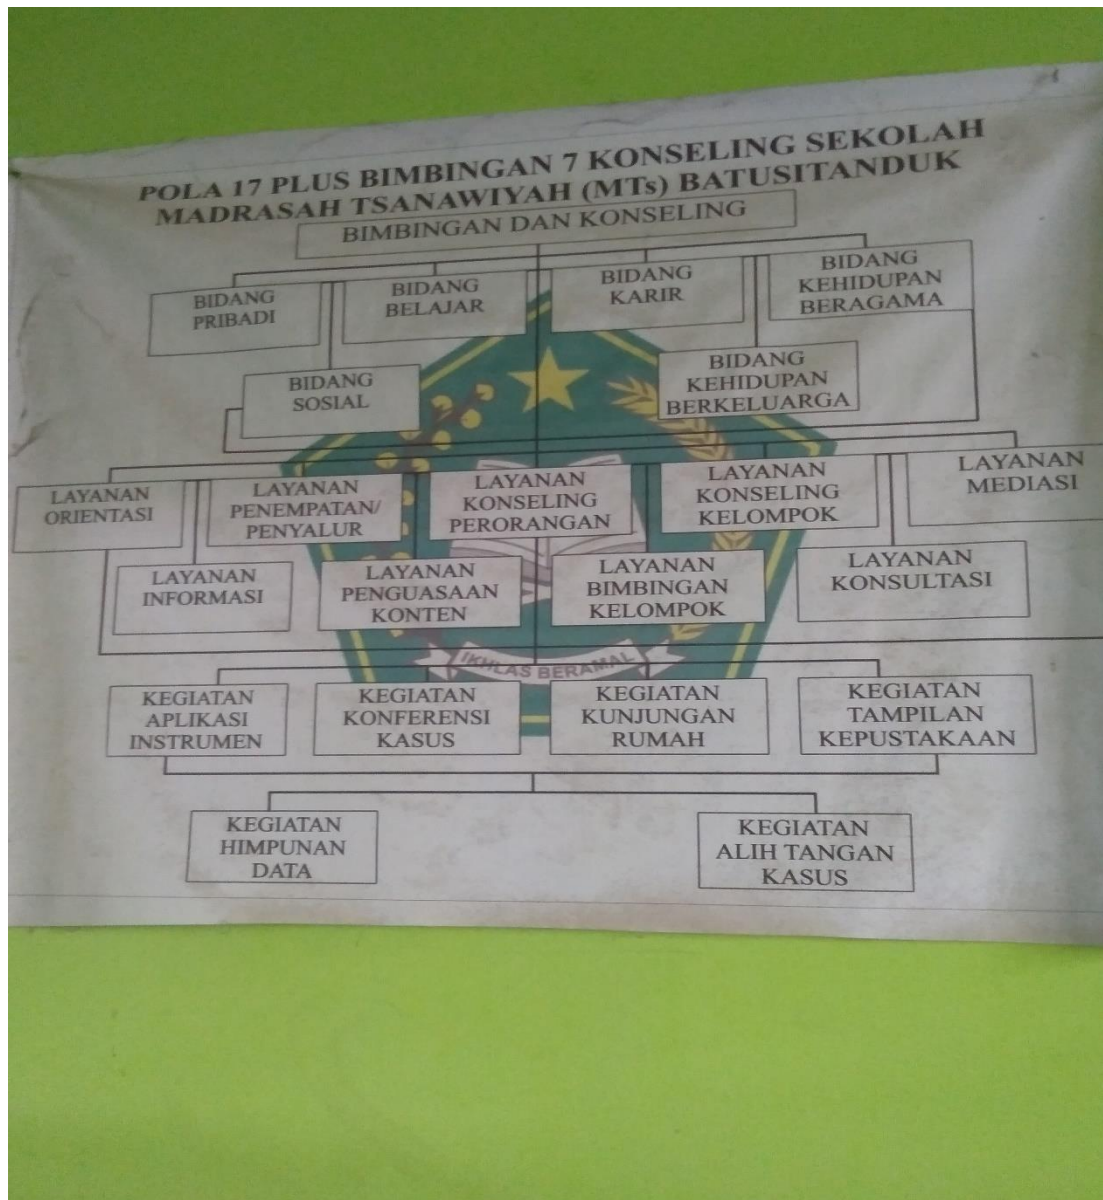 POLA 17 PLUS BIMBINGAN 7 KONSELING SEKOLAH
MADRASAH TSANAWIYAH (MTs) BATUSITANDUK
BIMBINGAN DAN KONSELING
BIDANG
PRIBADI
BIDANG
BELAJAR
BIDANG
KARIR
BIDANG
KEHIDUPAN
BERAGAMA
BIDANG
SOSIAL
BIDANG
KEHIDUPAN
BERKELUARGA
LAYANAN
ORIENTASI
LAYANAN
PENEMPATAN/
PENYALUR
LAYANAN
KONSELING
PERORANGAN
LAYANAN
KONSELING
KELOMPOK
LAYANAN
MEDIASI
LAYANAN
INFORMASI
LAYANAN
PENGUASAAN
KONTEN
LAYANAN
BIMBINGAN
KELOMPOK
LAYANAN
KONSULTASI
IKHLAS BERAMAL
KEGIATAN
APLIKASI
INSTRUMEN
KEGIATAN
KONFERENSI
KASUS
KEGIATAN
KUNJUNGAN
RUMAH
KEGIATAN
TAMPILAN
KEPUSTAKAAN
KEGIATAN
HIMPUNAN
DATA
KEGIATAN
ALIH TANGAN
KASUS